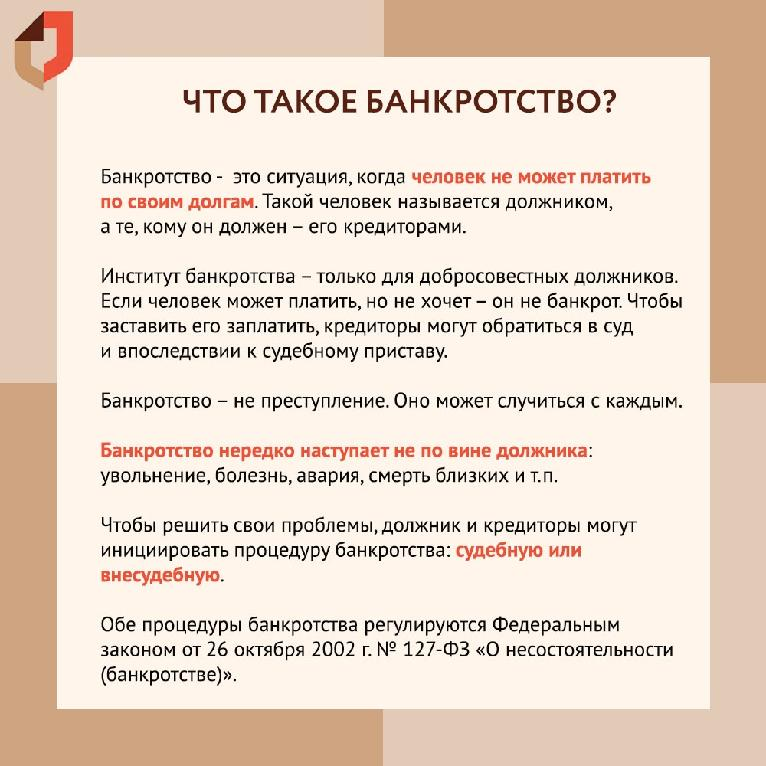 ЧТО ТАКОЕ БАНКРОТСТВО?
Банкротство - это ситуация, когда человек не может платить
по своим долгам. Такой человек называется должником,
а те, кому он должен – его кредиторами.
Институт банкротства – только для добросовестных должников.
Если человек может платить, но не хочет – он не банкрот. Чтобы
заставить его заплатить, кредиторы могут обратиться в суд
и впоследствии к судебному приставу.
Банкротство – не преступление. Оно может случиться с каждым.
Банкротство нередко наступает не по вине должника:
увольнение, болезнь, авария, смерть близких и т.п.
Чтобы решить свои проблемы, должник и кредиторы могут
инициировать процедуру банкротства: судебную или
внесудебную.
Обе процедуры банкротства регулируются Федеральным
законом от 26 октября 2002 г. № 127-ФЗ «О несостоятельности
(банкротстве)».